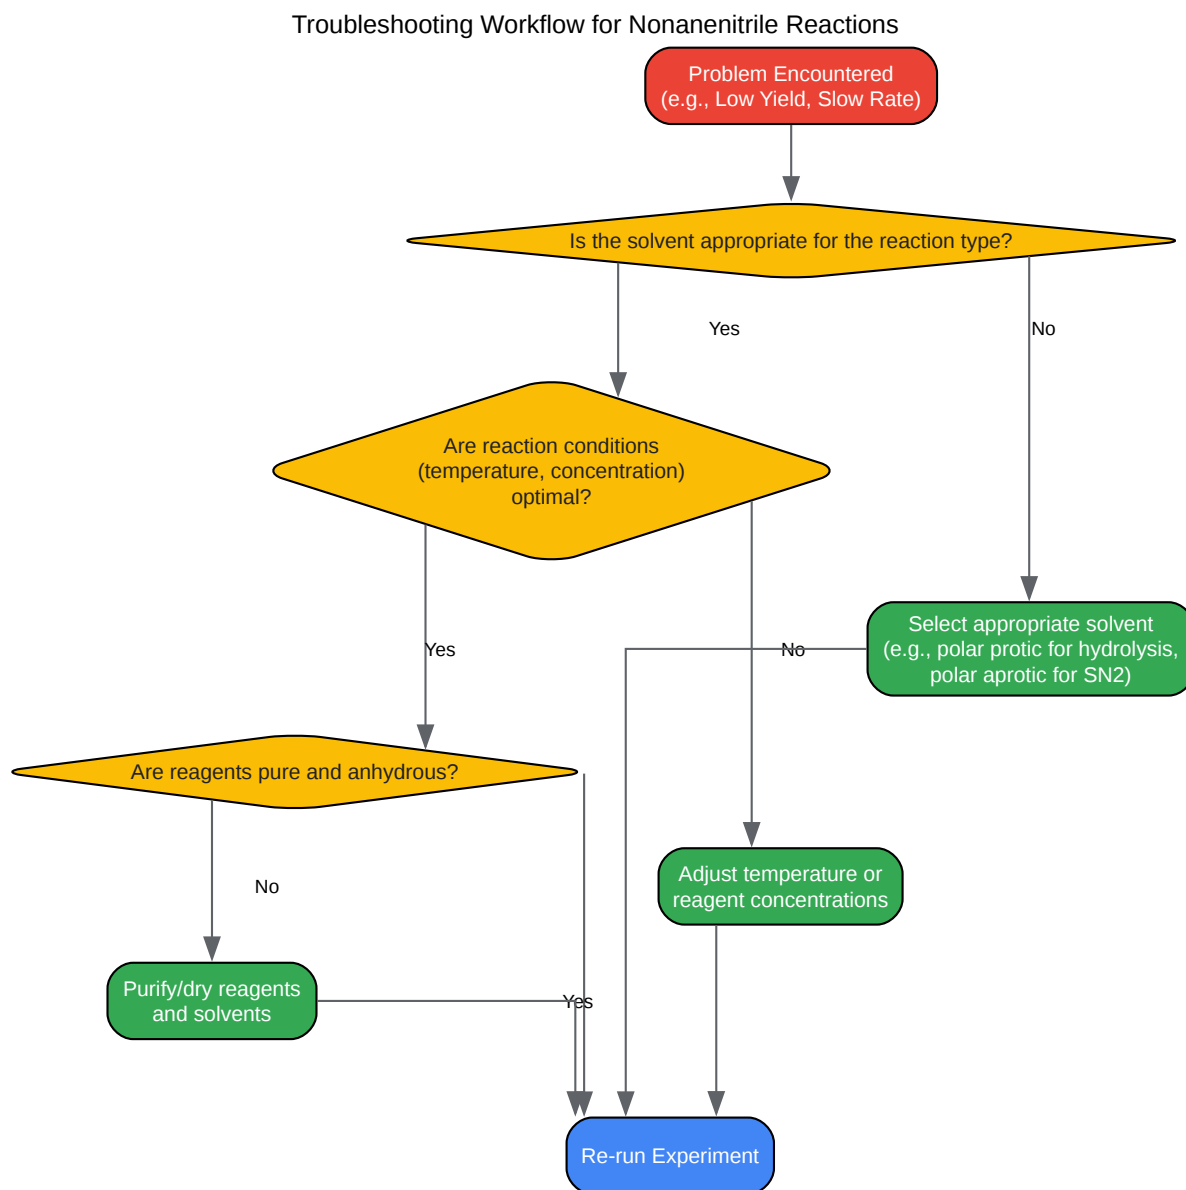 Troubleshooting Workflow for Nonanenitrile Reactions
Problem Encountered
(e.g., Low Yield, Slow Rate)
Is the solvent appropriate for the reaction type?
Yes
No
Are reaction conditions
(temperature, concentration)
optimal?
Select appropriate solvent
(e.g., polar protic for hydrolysis,
polar aprotic for SN2)
Yes
No
Are reagents pure and anhydrous?
Adjust temperature or
reagent concentrations
No
Purify/dry reagents
and solvents
Yes
Re-run Experiment